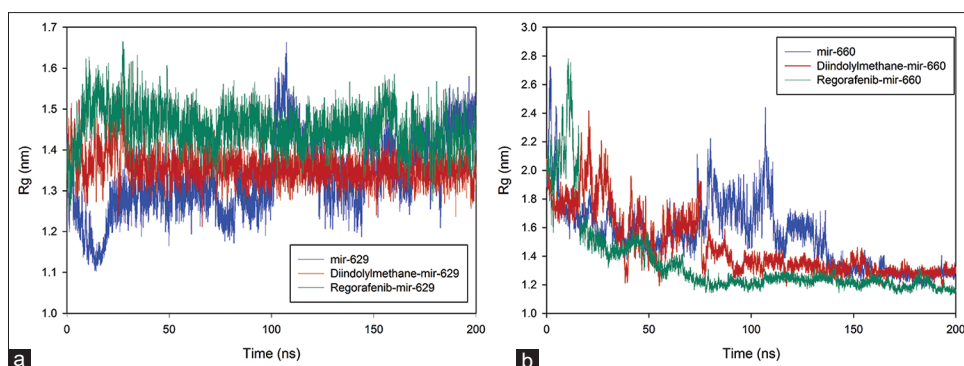 1.7
1.6
1.5
1.4
1.3
1.2
1.1
1.0
Rg (nm)
mir-629
Diindolylmethane-mir-629
Regorafenib-mir-629
0 50 100 150 200
Time (ns)
a
3.0
2.8
2.6
2.4
2.2
2.0
1.8
1.6
1.4
1.2
1.0
Rg (nm)
mir-660
Diindolylmethane-mir-660
Regorafenib-mir-660
0 50 100 150 200
Time (ns)
b